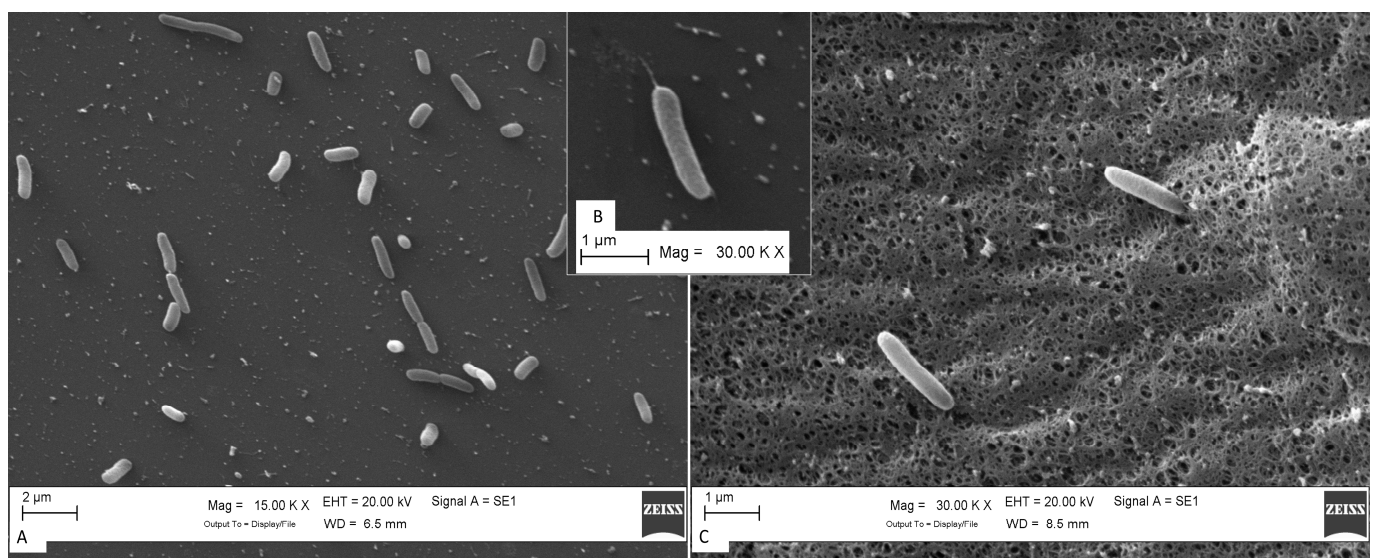 B
1 µm
Mag = 30.00 K X
2 µm
Mag = 15.00 K X EHT = 20.00 kV Signal A = SE1
Output To = Display/File WD = 6.5 mm
ZEISS
A
1 µm
Mag = 30.00 K X EHT = 20.00 kV Signal A = SE1
Output To = Display/File WD = 8.5 mm
ZEISS
C